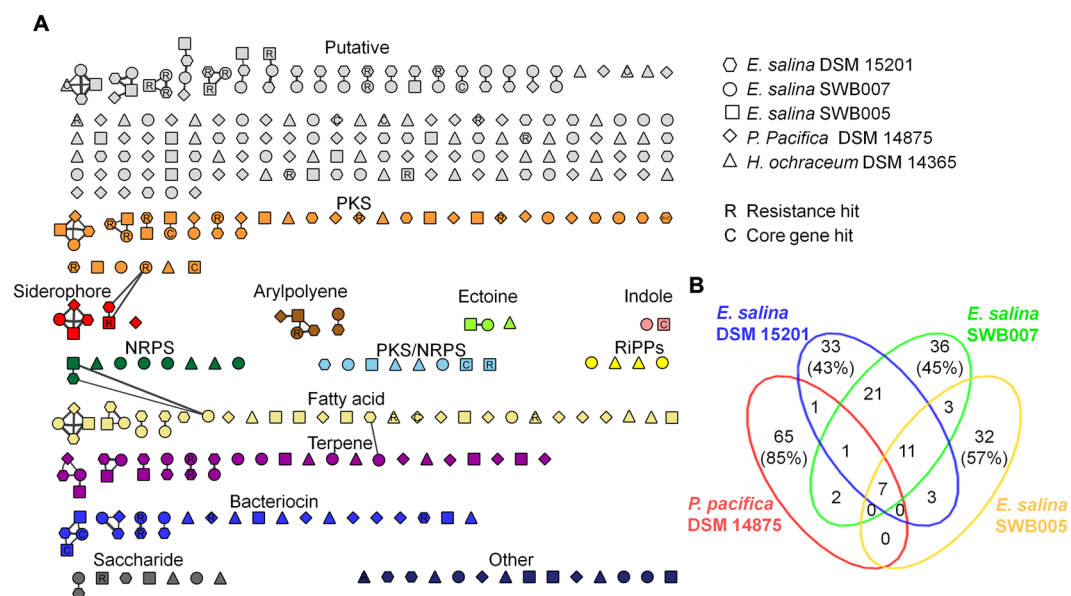 A
Putative
E. salina DSM 15201
E. salina SWB007
E. salina SWB005
P. Pacifica DSM 14875
H. ochraceum DSM 14365
R Resistance hit
C Core gene hit
PKS
Siderophore
Arylpolyene
Ectoine
Indole
NRPS
PKS/NRPS
RiPPs
Fatty acid
Terpene
Bacteriocin
Saccharide
Other
B
E. salina
DSM 15201
E. salina
SWB007
33
(43%)
36
(45%)
1
21
3
65
(85%)
1
11
32
(57%)
7
2
0
0
3
0
P. pacifica
DSM 14875
E. salina
SWB005